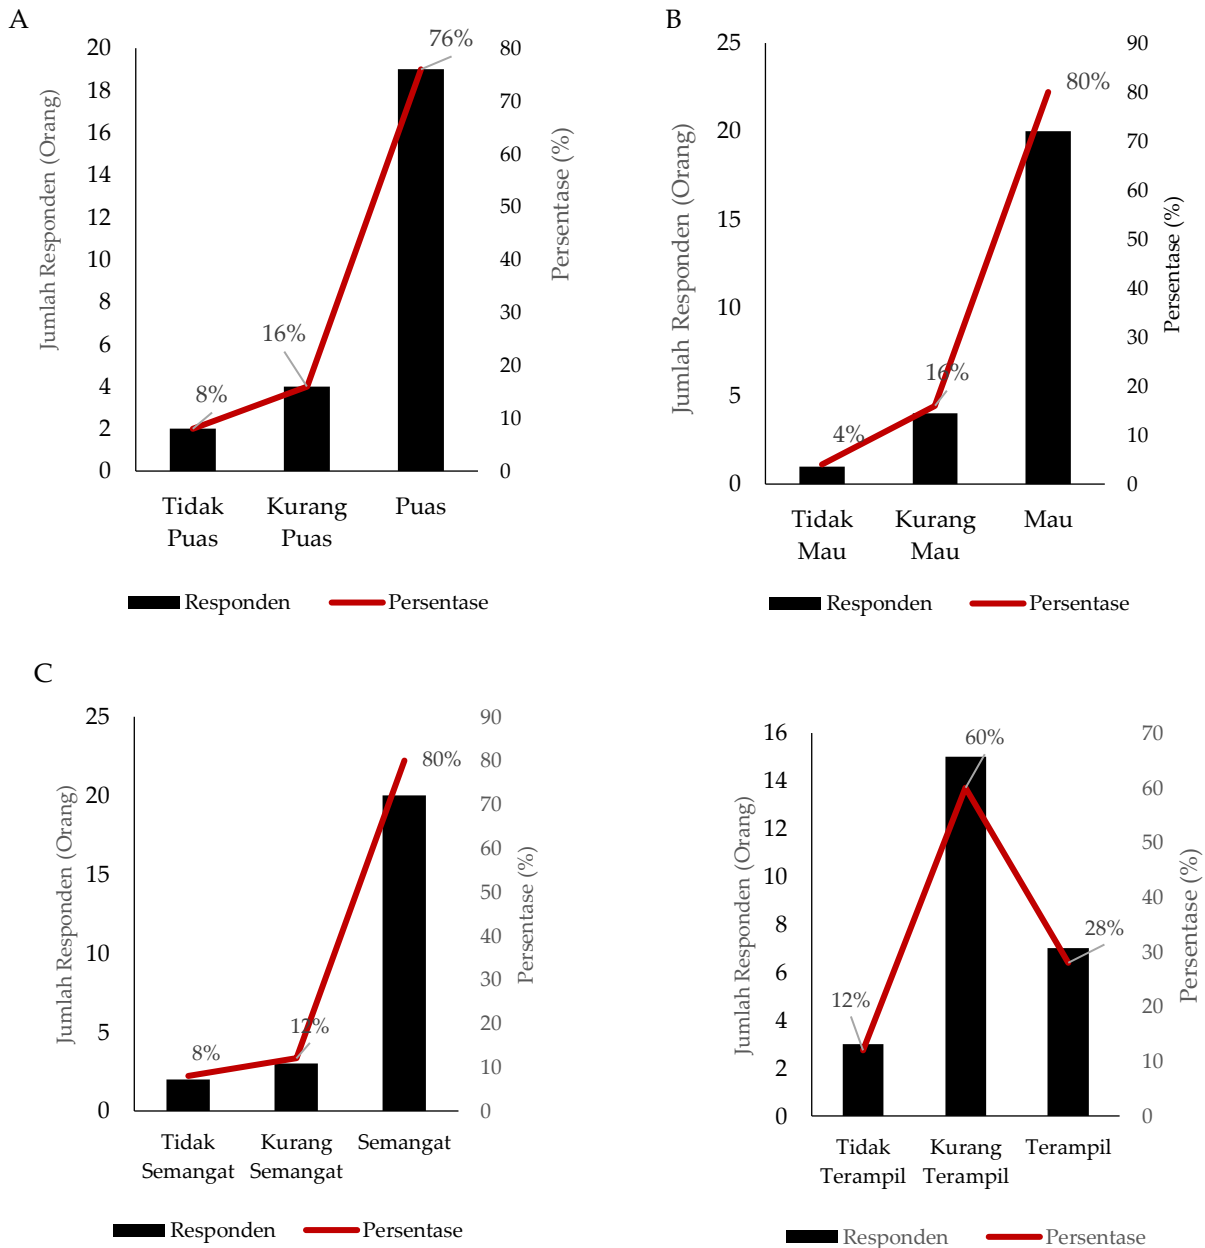 A
Jumlah Responden (Orang)
20
18
16
14
12
10
8
6
4
2
0
80
70
60
50
40
30
20
10
0
Persentase (%)
8%
16%
76%
Tidak Puas
Kurang Puas
Puas
Responden
Persentase
B
Jumlah Responden (Orang)
25
20
15
10
5
0
90
80
70
60
50
40
30
20
10
0
Persentase (%)
4%
16%
80%
Tidak Mau
Kurang Mau
Mau
Responden
Persentase
C
Jumlah Responden (Orang)
25
20
15
10
5
0
90
80
70
60
50
40
30
20
10
0
Persentase (%)
8%
12%
80%
Tidak Semangat
Kurang Semangat
Semangat
Responden
Persentase
Jumlah Responden (Orang)
16
14
12
10
8
6
4
2
0
70
60
50
40
30
20
10
0
Persentase (%)
12%
60%
28%
Tidak Terampil
Kurang Terampil
Terampil
Responden
Persentase